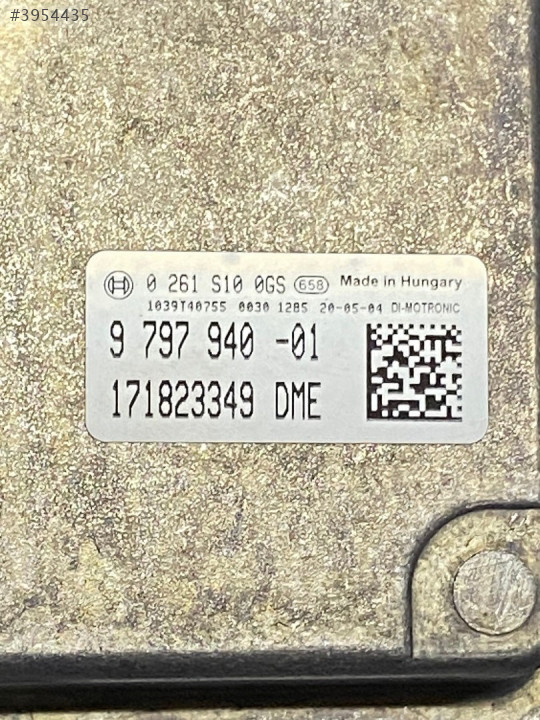 #3954435
0 261 S10 0GS 658 Made in Hungary
1039T40755 0030 1285 20-05-04 DI-MOTRONIC
9 797 940 -01
171823349 DME